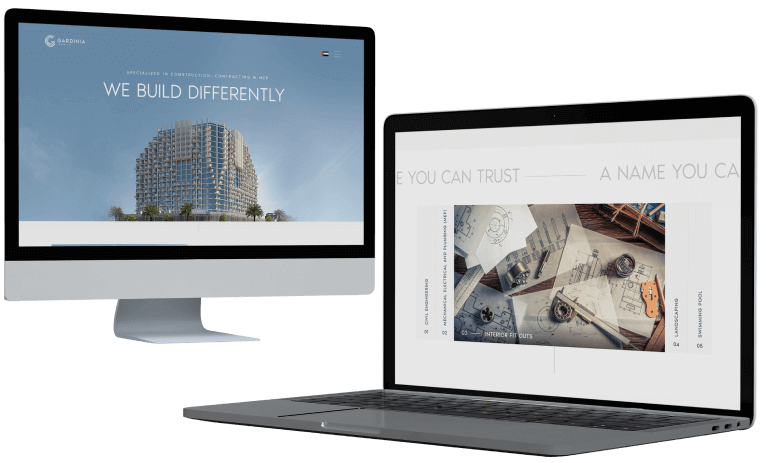 GARDINIA
SPECIALISED IN CONSTRUCTION, CONTRACTING & MEP
WE BUILD DIFFERENTLY
E YOU CAN TRUST
A NAME YOU CA
01 CIVIL ENGINEERING
02 MECHANICAL ELECTRICAL AND PLUMBING (MEP)
03 INTERIOR FIT OUTS
04 LANDSCAPING
05 SWIMMING POOL